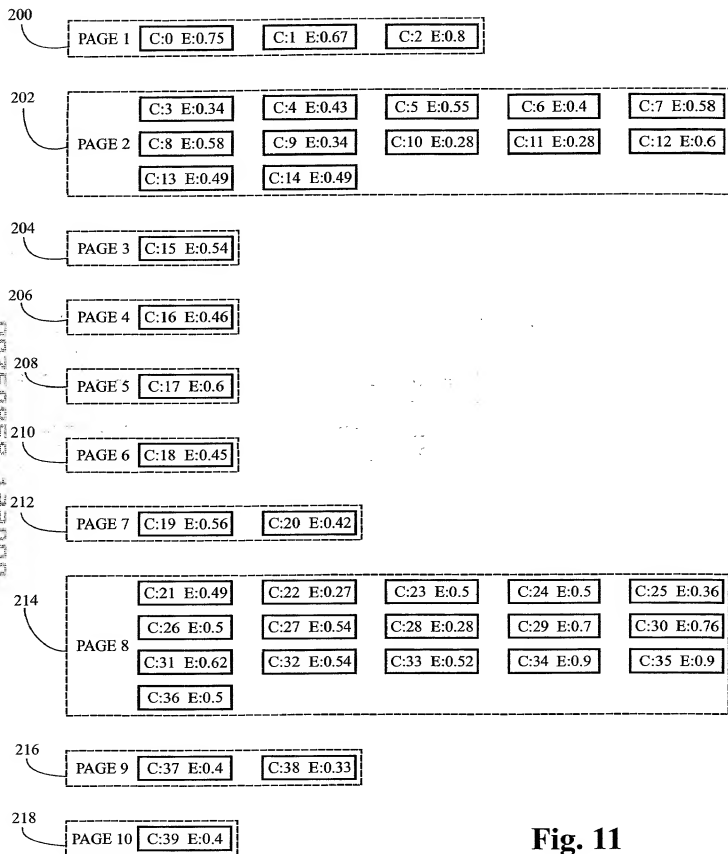 200
PAGE 1 C:0 E:0.75 C:1 E:0.67 C:2 E:0.8
202
C:3 E:0.34 C:4 E:0.43 C:5 E:0.55 C:6 E:0.4 C:7 E:0.58
PAGE 2 C:8 E:0.58 C:9 E:0.34 C:10 E:0.28 C:11 E:0.28 C:12 E:0.6
C:13 E:0.49 C:14 E:0.49
204
PAGE 3 C:15 E:0.54
206
PAGE 4 C:16 E:0.46
208
PAGE 5 C:17 E:0.6
210
PAGE 6 C:18 E:0.45
212
PAGE 7 C:19 E:0.56 C:20 E:0.42
214
C:21 E:0.49 C:22 E:0.27 C:23 E:0.5 C:24 E:0.5 C:25 E:0.36
C:26 E:0.5 C:27 E:0.54 C:28 E:0.28 C:29 E:0.7 C:30 E:0.76
PAGE 8
C:31 E:0.62 C:32 E:0.54 C:33 E:0.52 C:34 E:0.9 C:35 E:0.9
C:36 E:0.5
216
PAGE 9 C:37 E:0.4 C:38 E:0.33
218
PAGE 10 C:39 E:0.4
Fig. 11